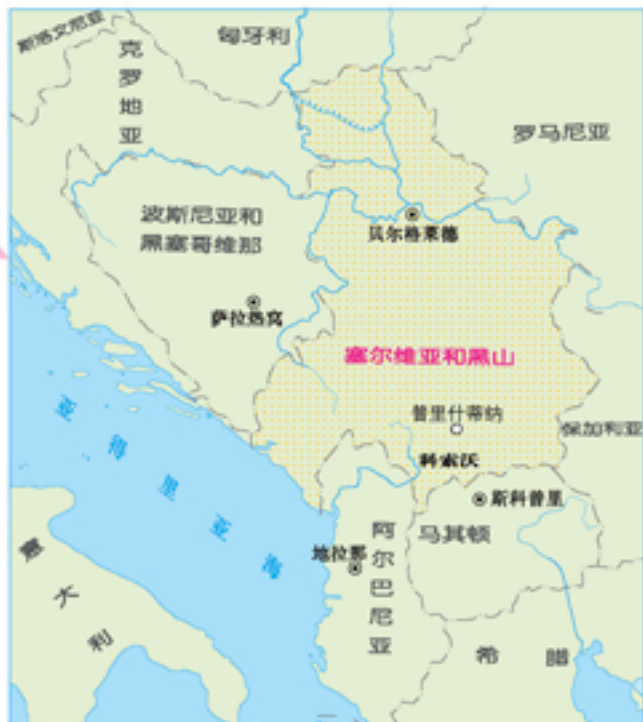 斯洛文尼亚
匈牙利
克罗地亚
罗马尼亚
波斯尼亚和
黑塞哥维那
贝尔格莱德
萨拉热窝
塞尔维亚和黑山
普里什蒂纳
保加利亚
科索沃
亚得里亚海
斯科普里
马其顿
地拉那
阿尔巴尼亚
意大利
希腊